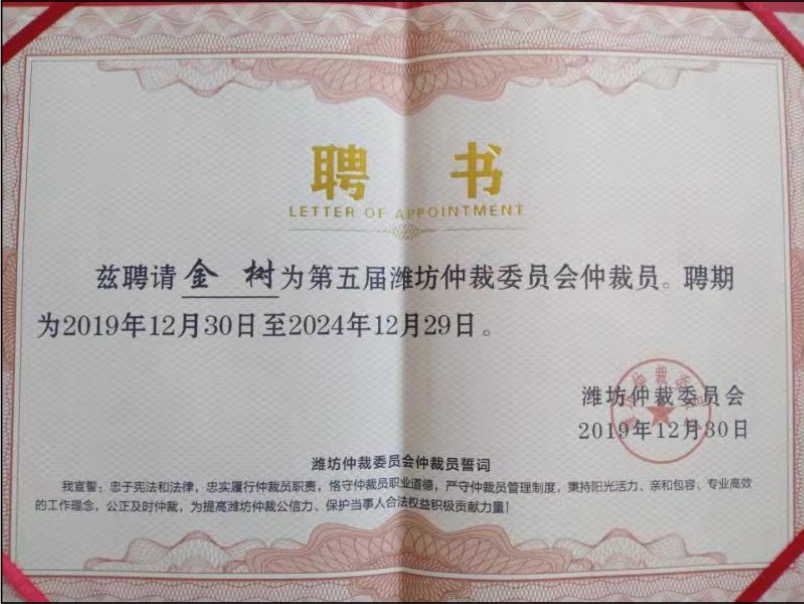 聘 书
LETTER OF APPOINTMENT
兹聘请 金 树 为第五届潍坊仲裁委员会仲裁员。聘期
为2019年12月30日至2024年12月29日。
潍坊仲裁委员会
2019年12月30日
潍坊仲裁委员会仲裁员誓词
我宣誓：忠于宪法和法律，忠实履行仲裁员职责，恪守仲裁员职业道德，严守仲裁员管理制度，秉持阳光活力、亲和包容、专业高效
的工作理念，公正及时仲裁，为提高潍坊仲裁公信力、保护当事人合法权益积极贡献力量！